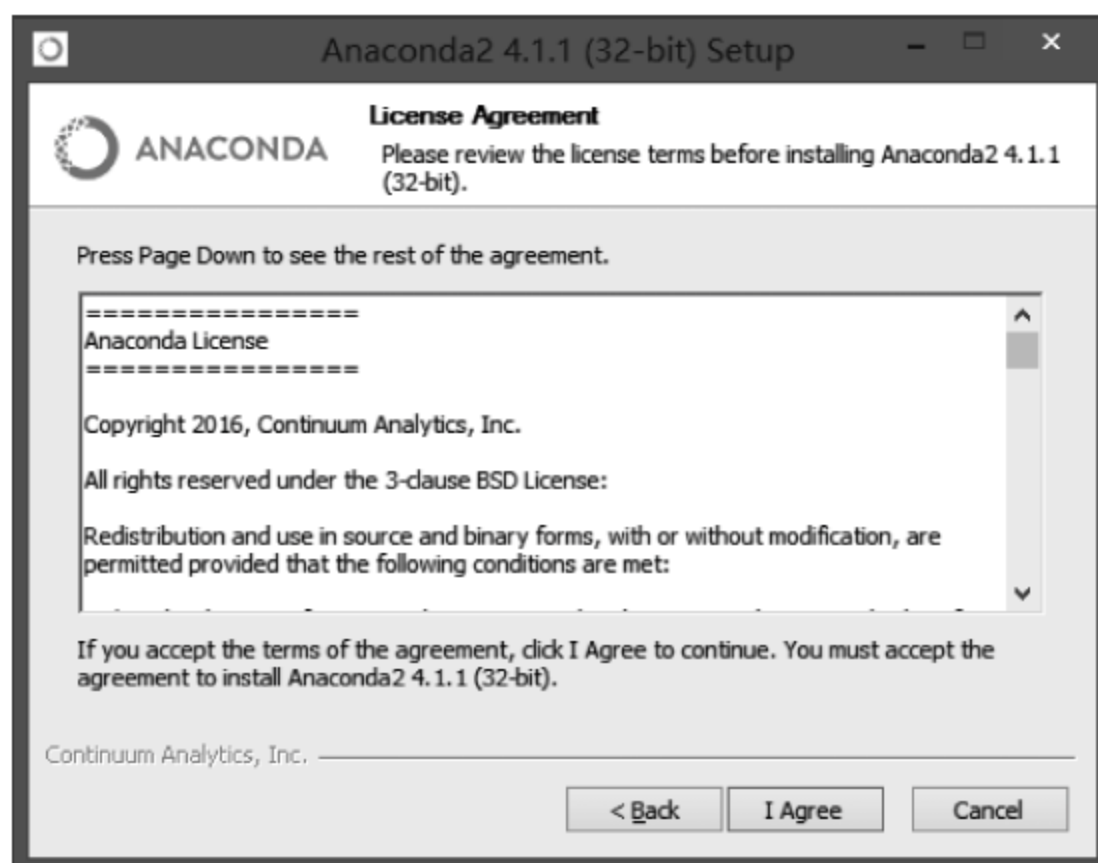 Anaconda2 4.1.1 (32-bit) Setup
ANACONDA
License Agreement
Please review the license terms before installing Anaconda2 4.1.1
(32-bit).
Press Page Down to see the rest of the agreement.
================
Anaconda License
================
Copyright 2016, Continuum Analytics, Inc.
All rights reserved under the 3-clause BSD License:
Redistribution and use in source and binary forms, with or without modification, are
permitted provided that the following conditions are met:
If you accept the terms of the agreement, click I Agree to continue. You must accept the
agreement to install Anaconda2 4.1.1 (32-bit).
Continuum Analytics, Inc.
< Back
I Agree
Cancel